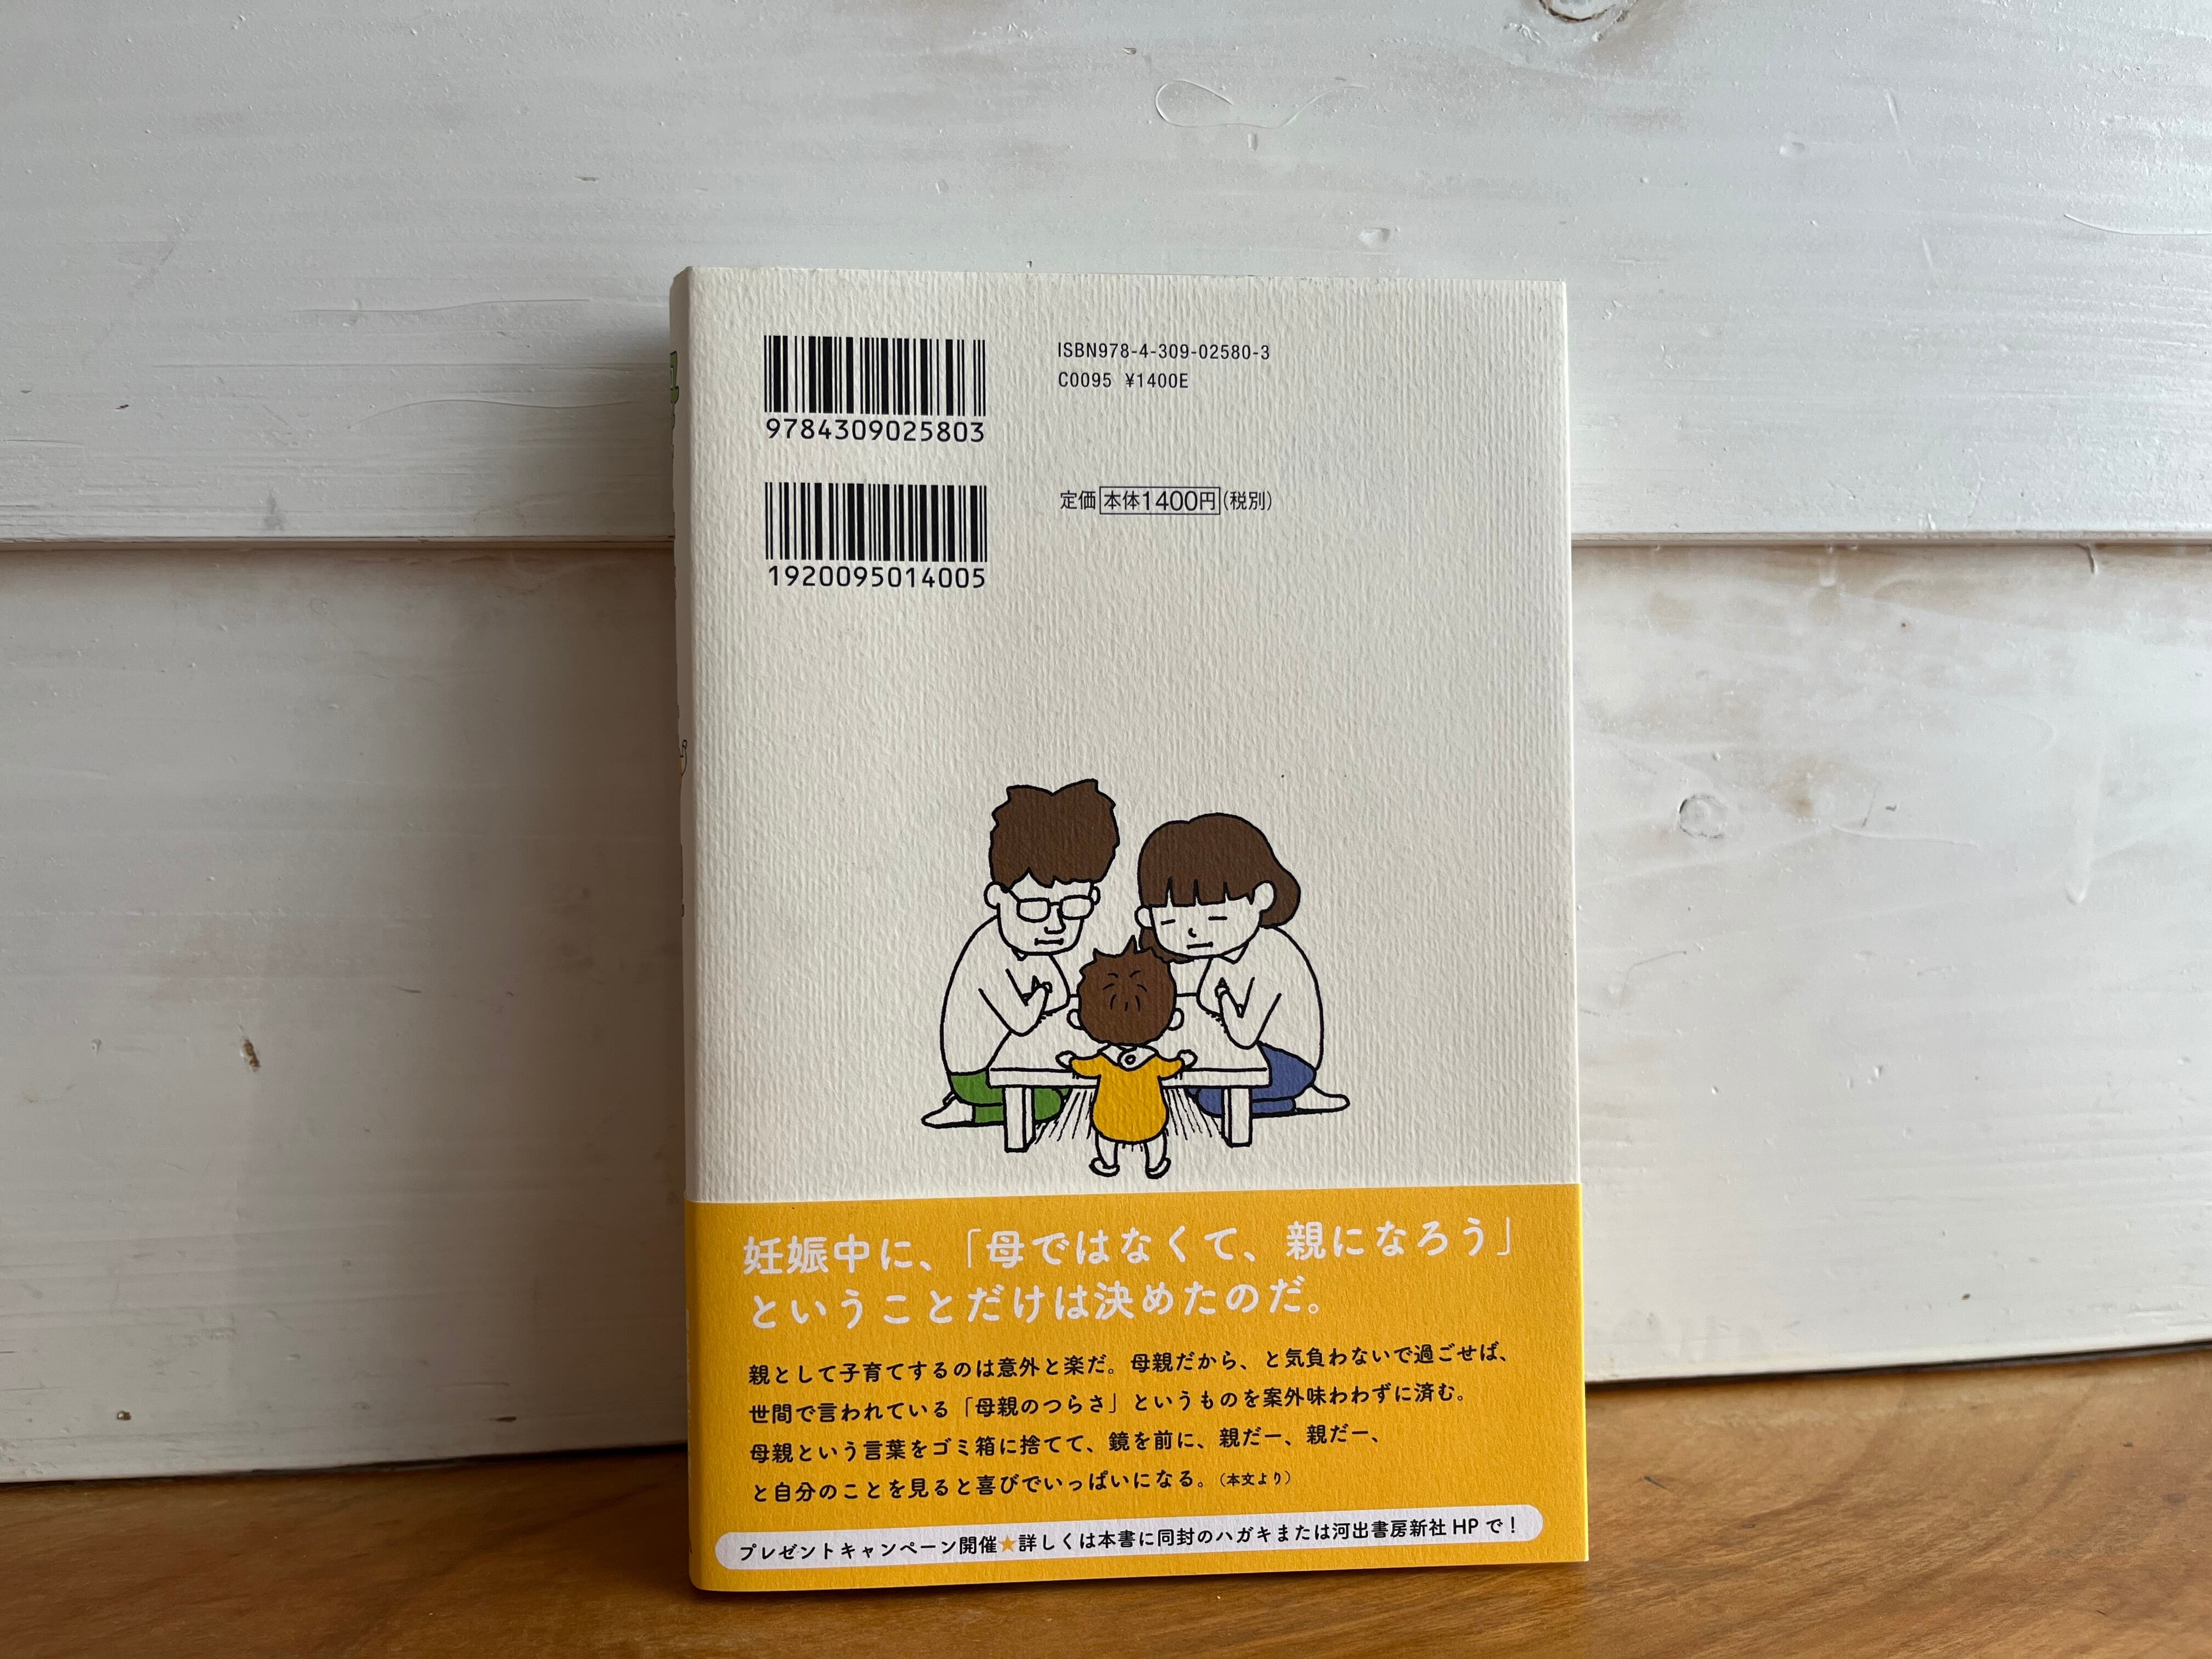 9784309025803
ISBN978-4-309-02580-3
C0095 ¥1400E
1920095014005
定価 本体1400円(税別)
妊娠中に、「母ではなくて、親になろう」
ということだけは決めたのだ。
親として子育てするのは意外と楽だ。母親だから、と気負わないで過ごせば、
世間で言われている「母親のつらさ」というものを案外味わわずに済む。
母親という言葉をゴミ箱に捨てて、鏡を前に、親だー、親だー、
と自分のことを見ると喜びでいっぱいになる。(本文より)
プレゼントキャンペーン開催★詳しくは本書に同封のハガキまたは河出書房新社 HP で!